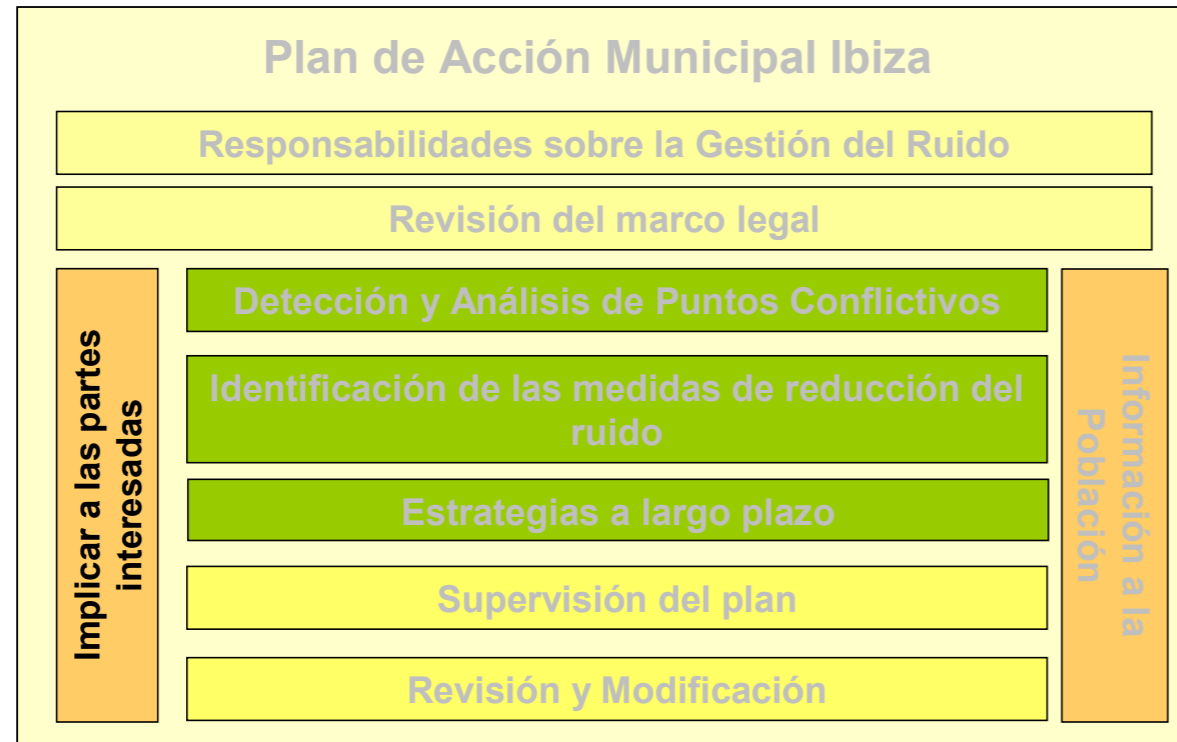 Plan de Acción Municipal Ibiza
Responsabilidades sobre la Gestión del Ruido
Revisión del marco legal
Implicar a las partes
interesadas
Detección y Análisis de Puntos Conflictivos
Identificación de las medidas de reducción del
ruido
Estrategias a largo plazo
Supervisión del plan
Revisión y Modificación
Información a la
Población